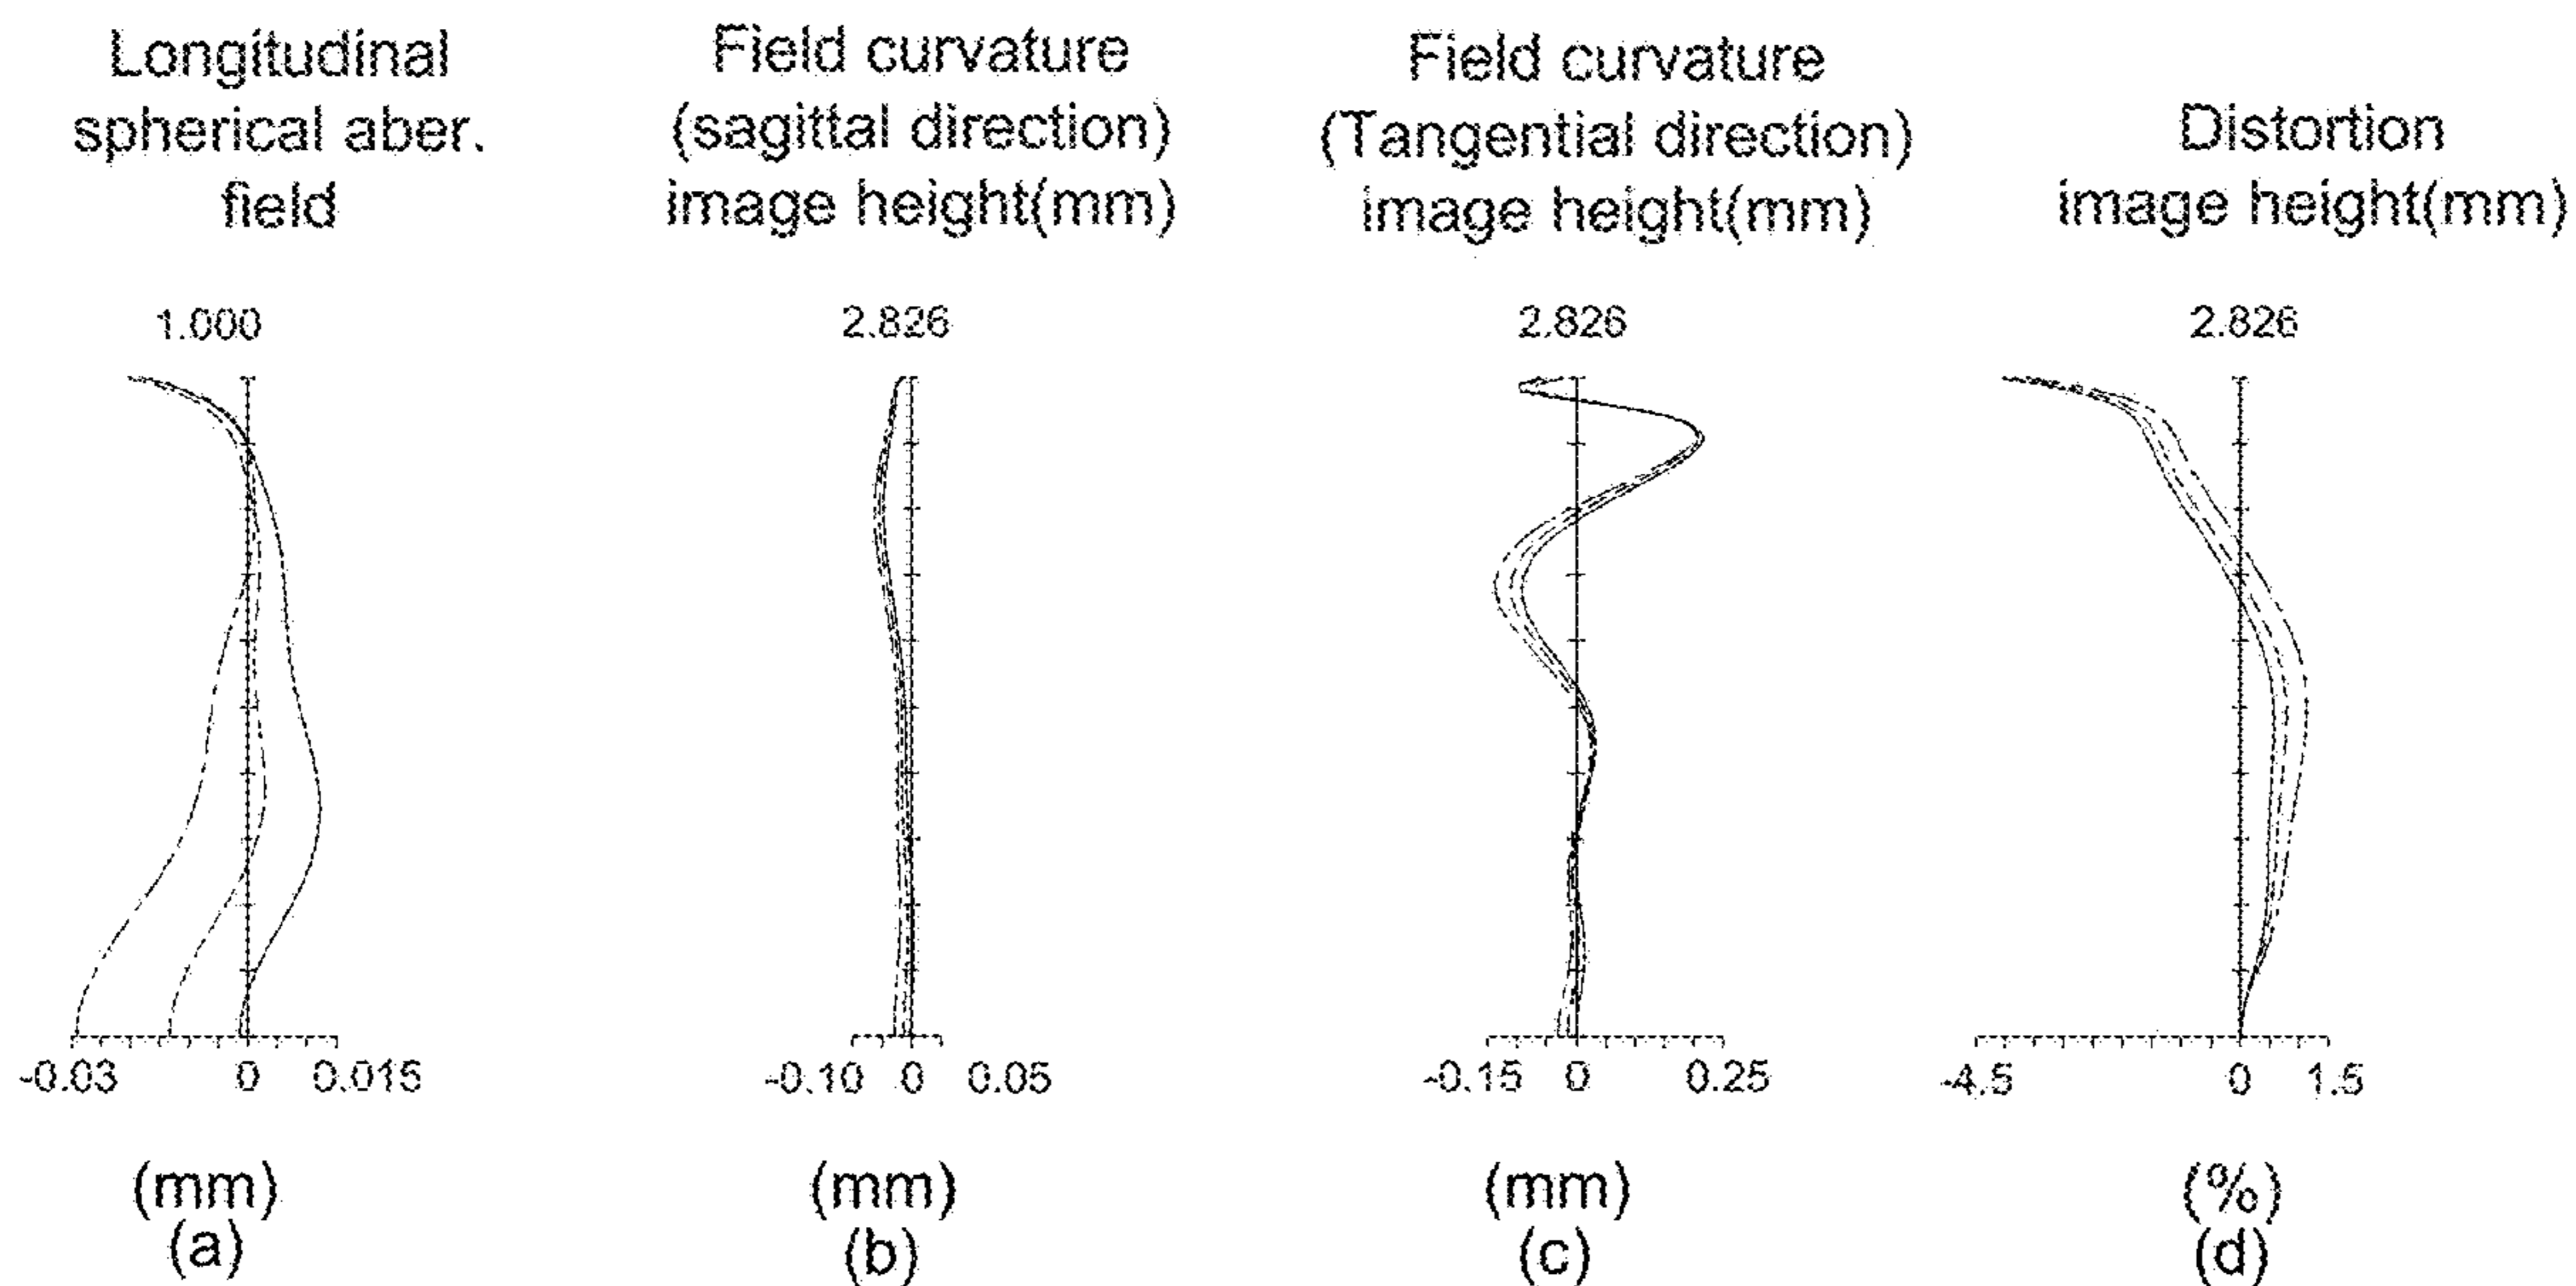 Longitudinal
spherical aber.
field
1.000
-0.03 0 0.015
(mm)
(a)
Field curvature
(sagittal direction)
image height(mm)
2.826
-0.10 0 0.05
(mm)
(b)
Field curvature
(Tangential direction)
image height(mm)
2.826
-0.15 0 0.25
(mm)
(c)
Distortion
image height(mm)
2.826
-4.5 0 1.5
(%)
(d)